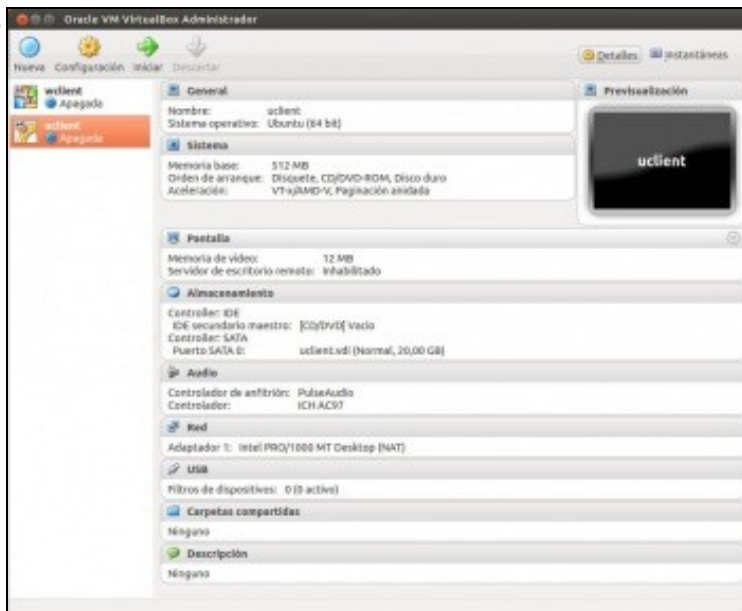 Oracle VM VirtualBox Administrador
Nueva Configuración Iniciar Descartar
Detalles Instantáneas
wclient
Apagada
uclient
Apagada
General
Nombre: uclient
Sistema operativo: Ubuntu (64 bit)
Sistema
Memoria base: 512 MB
Orden de arranque: Disquete, CD/DVD-ROM, Disco duro
Aceleración: VT-x/AMD-V, Paginación anidada
Previsualización
uclient
Pantalla
Memoria de vídeo: 12 MB
Servidor de escritorio remoto: Inhabilitado
Almacenamiento
Controller: IDE
IDE secundario maestro: [CD/DVD] Vacío
Controller: SATA
Puerto SATA 0: uclient.vdi (Normal, 20,00 GB)
Audio
Controlador de anfitrión: PulseAudio
Controlador: ICH AC97
Red
Adaptador 1: Intel PRO/1000 MT Desktop (NAT)
USB
Filtros de dispositivos: 0 (0 activo)
Carpetas compartidas
Ninguno
Descripción
Ninguno